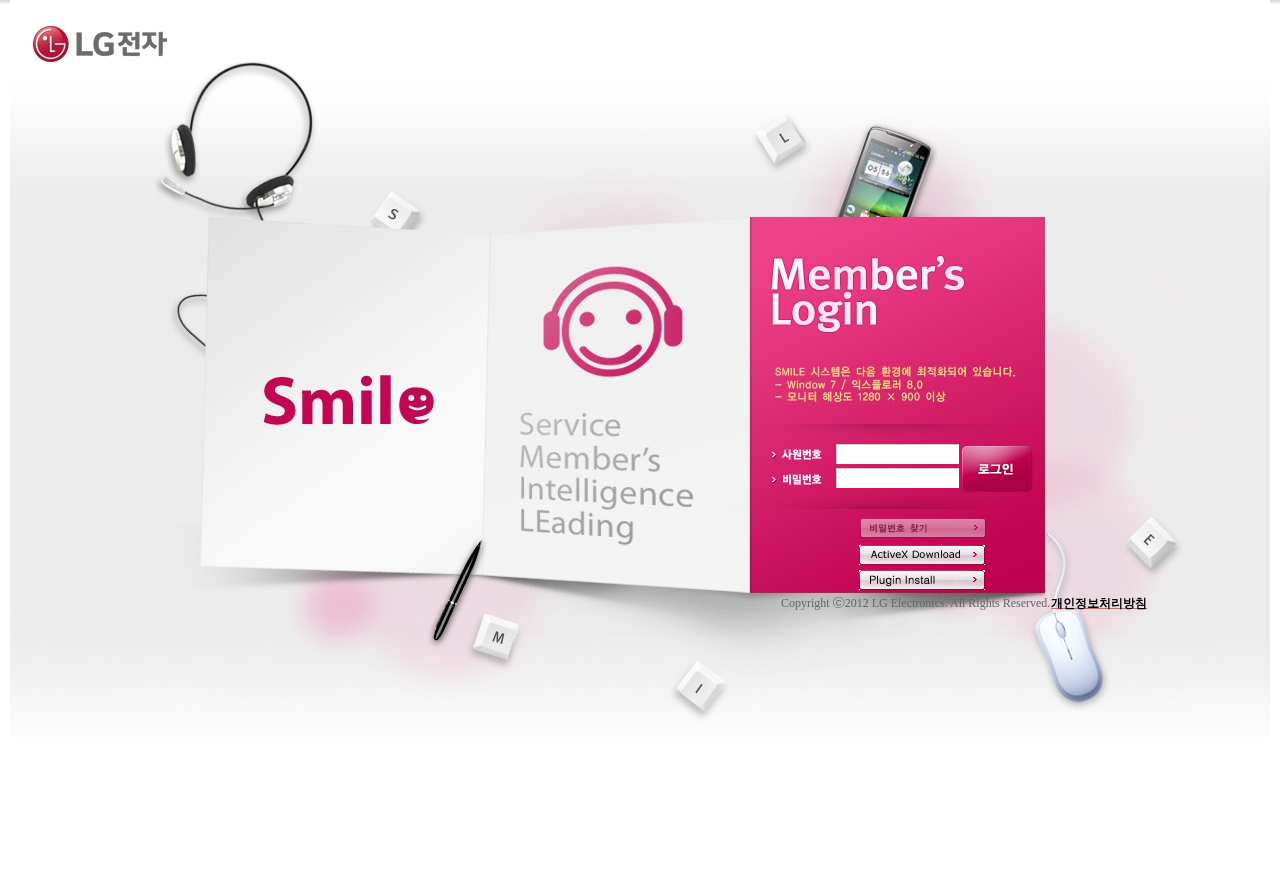 LG전자
L
S
Member's
Login
SMILE 시스템은 다음 환경에 최적화되어 있습니다.
- Window 7 / 익스플로러 8.0
- 모니터 해상도 1280 × 900 이상
Smile
Service
Member's
Intelligence
LEading
사원번호
비밀번호
로그인
비밀번호 찾기
ActiveX Download
Plugin Install
Copyright ⓒ2012 LG Electronics. All Rights Reserved.개인정보처리방침
E
M
I